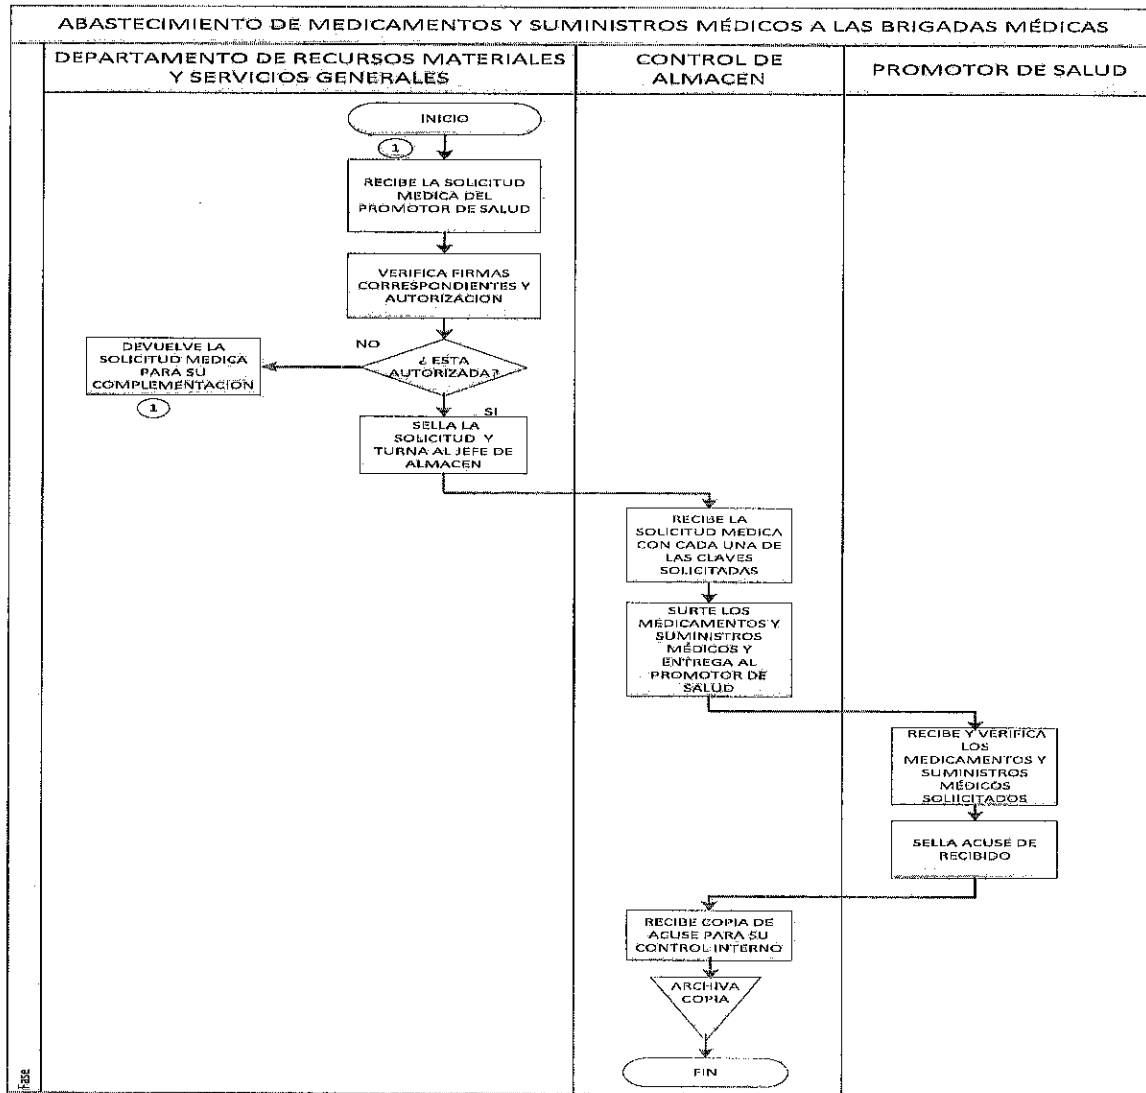 ABASTECIMIENTO DE MEDICAMENTOS Y SUMINISTROS MÉDICOS A LAS BRIGADAS MÉDICAS
DEPARTAMENTO DE RECURSOS MATERIALES
Y SERVICIOS GENERALES
CONTROL DE
ALMACEN
PROMOTOR DE SALUD
INICIO
1
RECIBE LA SOLICITUD
MEDICA DEL
PROMOTOR DE SALUD
VERIFICA FIRMAS
CORRESPONDIENTES Y
AUTORIZACION
NO
¿ ESTA
AUTORIZADA?
DEVUELVE LA
SOLICITUD MEDICA
PARA SU
COMPLEMENTACIÓN
1
SI
SELLA LA
SOLICITUD Y
TURNA AL JEFE DE
ALMACEN
RECIBE LA
SOLICITUD MEDICA
CON CADA UNA DE
LAS CLAVES
SOLICITADAS
SURTE LOS
MÉDICAMENTOS Y
SUMINISTROS
MÉDICOS Y
ENTREGA AL
PROMOTOR DE
SALUD
RECIBE Y VERIFICA
LOS
MEDICAMENTOS Y
SUMINISTROS
MÉDICOS
SOLIICITADOS
SELLA ACUSE DE
RECIBIDO
RECIBE COPIA DE
ACUSE PARA SU
CONTROL INTERNO
ARCHIVA
COPIA
FIN
Fase